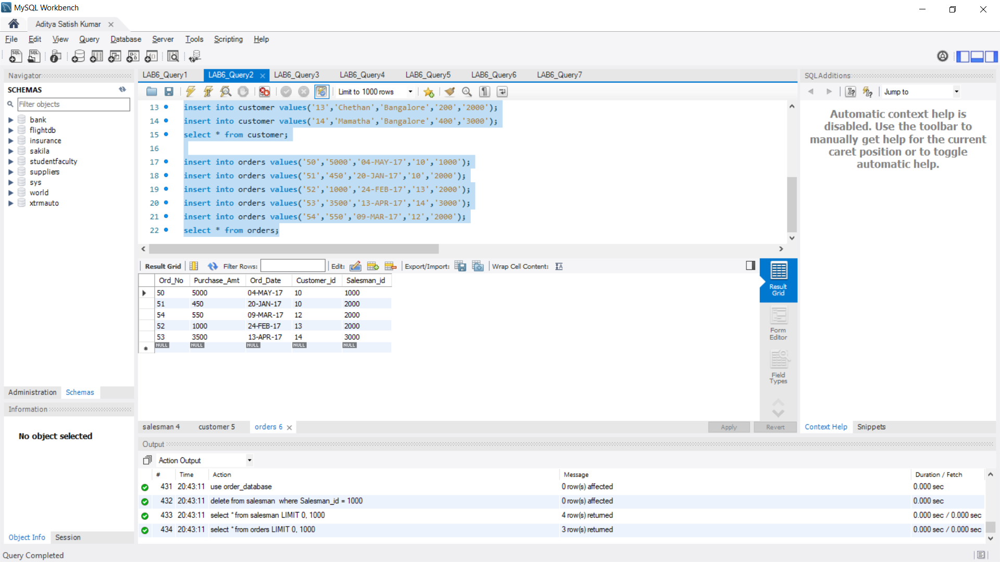 MySQL Workbench
Aditya Satish Kumar
File Edit View Query Database Server Tools Scripting Help
Navigator
SCHEMAS
Filter objects
bank
flightdb
insurance
sakila
studentfaculty
suppliers
sys
world
xtrmauto
Administration Schemas
Information
No object selected
Object Info Session
Query Completed
LAB6_Query1 LAB6_Query2 LAB6_Query3 LAB6_Query4 LAB6_Query5 LAB6_Query6 LAB6_Query7
Limit to 1000 rows
13 insert into customer values('13','Chethan','Bangalore','200','2000');
14 insert into customer values('14','Mamatha','Bangalore','400','3000');
15 select * from customer;
16
17 insert into orders values('50','5000','04-MAY-17','10','1000');
18 insert into orders values('51','450','20-JAN-17','10','2000');
19 insert into orders values('52','1000','24-FEB-17','13','2000');
20 insert into orders values('53','3500','13-APR-17','14','3000');
21 insert into orders values('54','550','09-MAR-17','12','2000');
22 select * from orders;
Result Grid Filter Rows: Edit: Export/Import: Wrap Cell Content:
Ord_No Purchase_Amt Ord_Date Customer_id Salesman_id
50 5000 04-MAY-17 10 1000
51 450 20-JAN-17 10 2000
54 550 09-MAR-17 12 2000
52 1000 24-FEB-17 13 2000
53 3500 13-APR-17 14 3000
NULL NULL NULL NULL NULL
Result
Grid
Form
Editor
Field
Types
salesman 4 customer 5 orders 6
Apply Revert
Output
Action Output
# Time Action Message Duration / Fetch
431 20:43:11 use order_database 0 row(s) affected 0.000 sec
432 20:43:11 delete from salesman where Salesman_id = 1000 0 row(s) affected 0.000 sec
433 20:43:11 select * from salesman LIMIT 0, 1000 4 row(s) returned 0.000 sec / 0.000 sec
434 20:43:11 select * from orders LIMIT 0, 1000 3 row(s) returned 0.000 sec / 0.000 sec
SQLAdditions
Jump to
Automatic context help is
disabled. Use the toolbar to
manually get help for the current
caret position or to toggle
automatic help.
Context Help Snippets